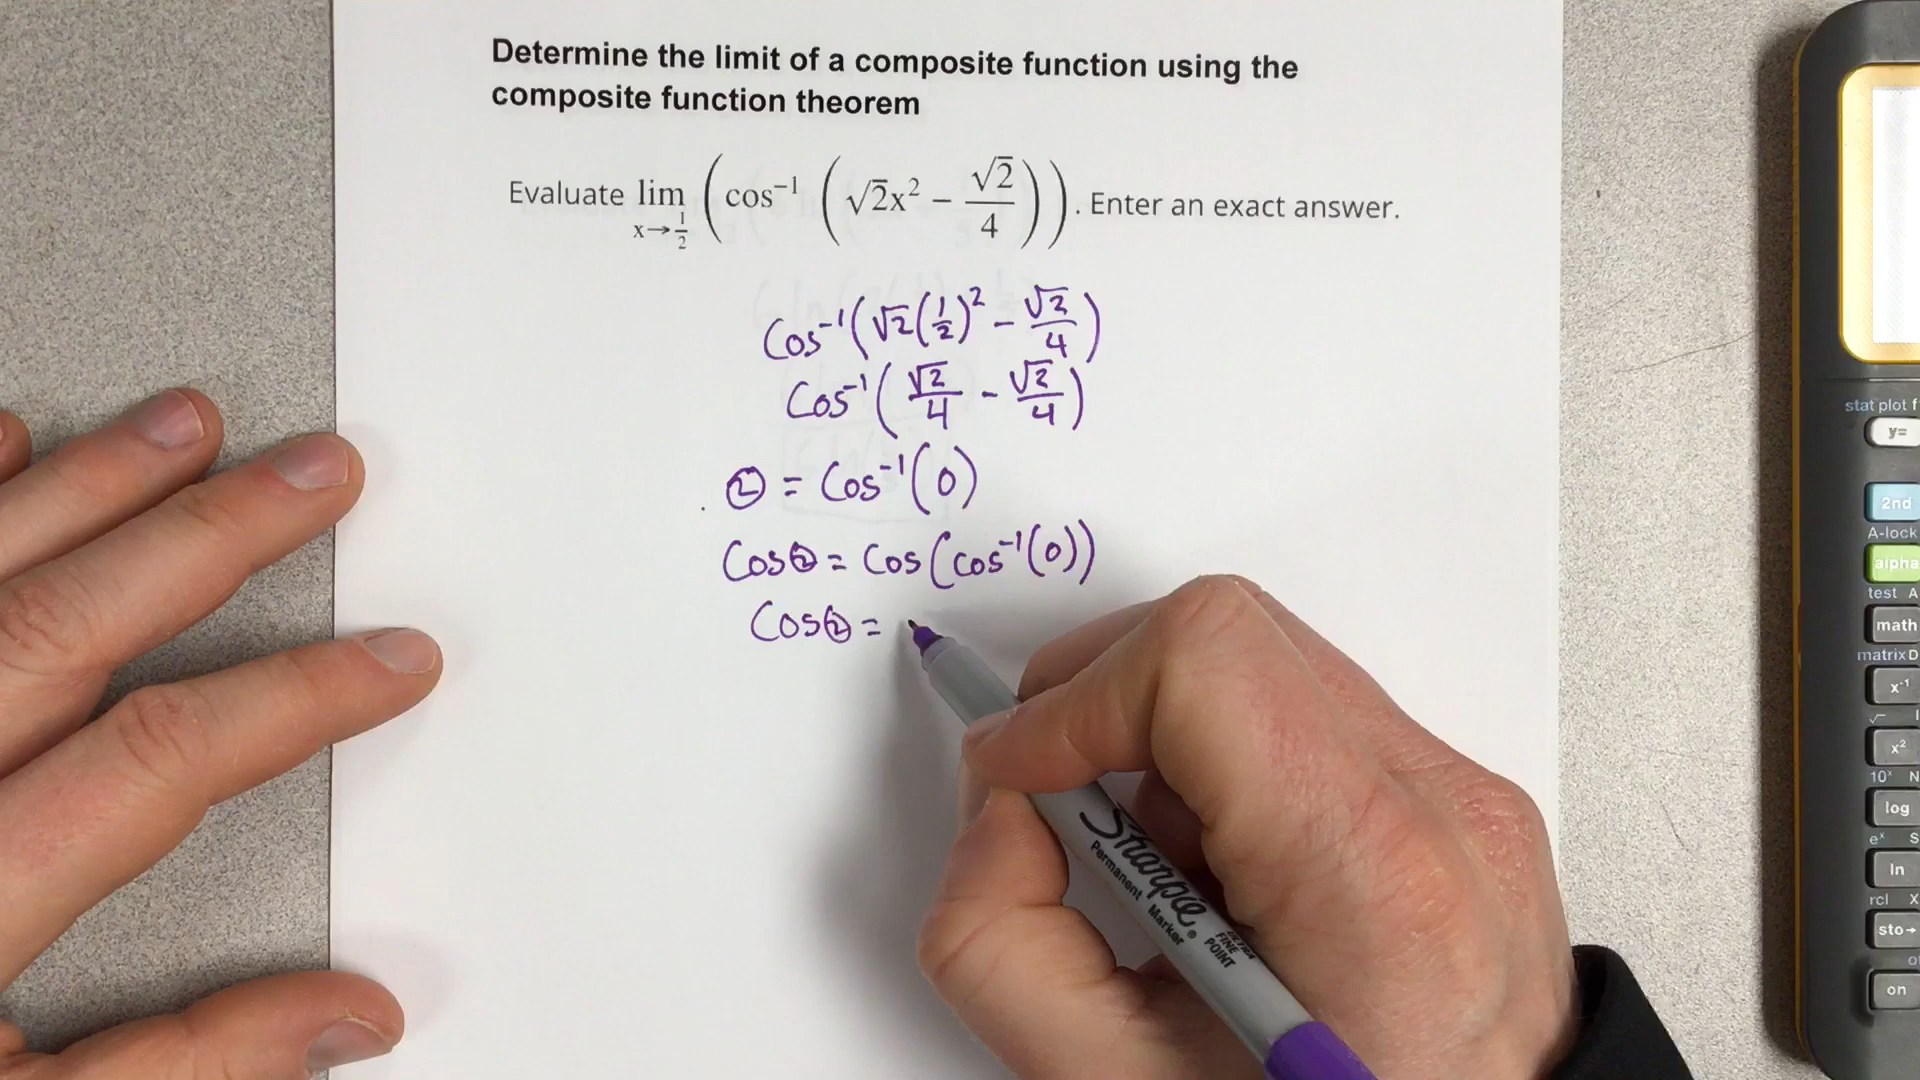 Determine the limit of a composite function using the
composite function theorem
Evaluate lim x→1/2 (cos⁻¹(√2x² − √2/4)). Enter an exact answer.
Cos⁻¹(√2(1/2)² − √2/4)
Cos⁻¹(√2/4 − √2/4)
= Cos⁻¹(0)
Cos = Cos(cos⁻¹(0))
Cos =
Sharpie
Permanent Marker
ULTRA FINE POINT
stat plot f
y=
2nd
A-lock
alpha
test A
math
matrix D
x⁻¹
√
x²
10ˣ N
log
eˣ S
ln
rcl X
sto→
on